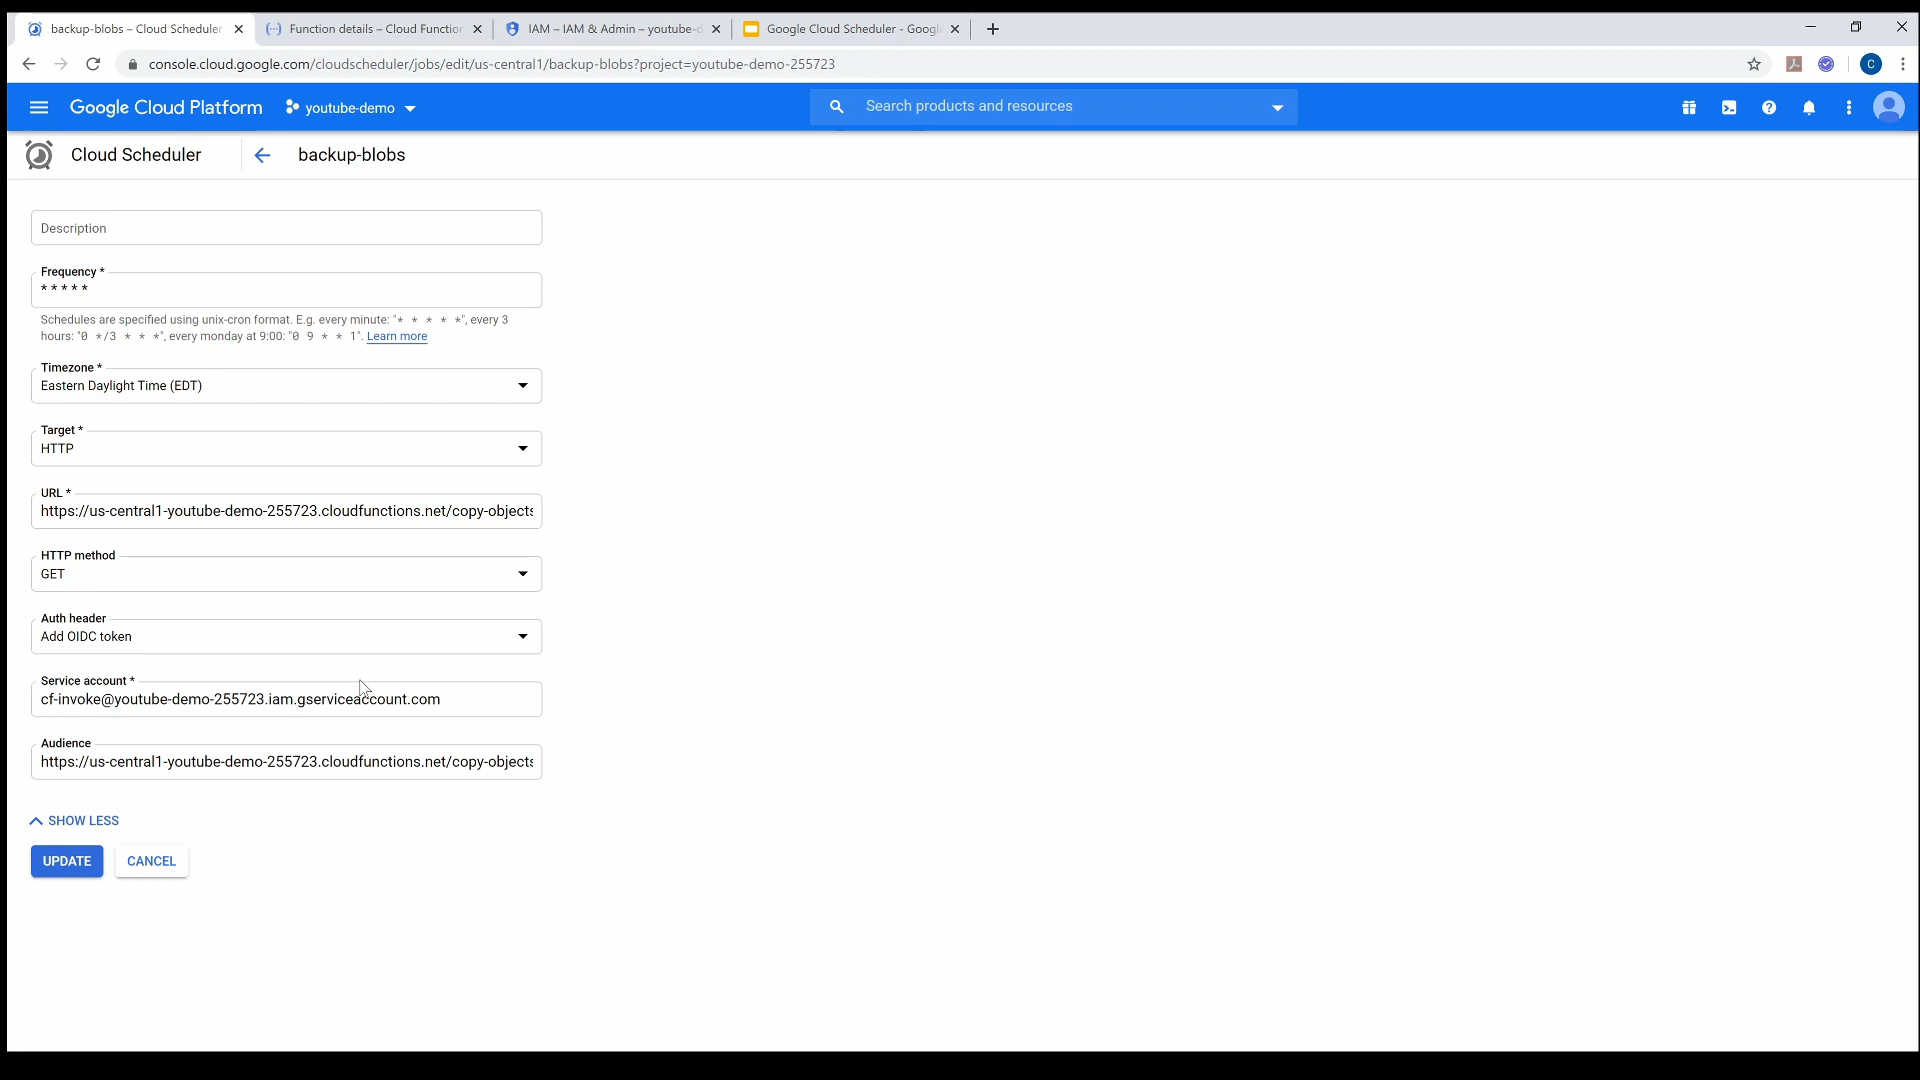 backup-blobs – Cloud Scheduler
Function details – Cloud Function
IAM – IAM & Admin – youtube-d
Google Cloud Scheduler - Googl
console.cloud.google.com/cloudscheduler/jobs/edit/us-central1/backup-blobs?project=youtube-demo-255723
C
Google Cloud Platform
youtube-demo
Search products and resources
Cloud Scheduler
backup-blobs
Description
Frequency *
* * * * *
Schedules are specified using unix-cron format. E.g. every minute: "* * * * *", every 3
hours: "0 */3 * * *", every monday at 9:00: "0 9 * * 1". Learn more
Timezone *
Eastern Daylight Time (EDT)
Target *
HTTP
URL *
https://us-central1-youtube-demo-255723.cloudfunctions.net/copy-objects
HTTP method
GET
Auth header
Add OIDC token
Service account *
cf-invoke@youtube-demo-255723.iam.gserviceaccount.com
Audience
https://us-central1-youtube-demo-255723.cloudfunctions.net/copy-objects
SHOW LESS
UPDATE
CANCEL